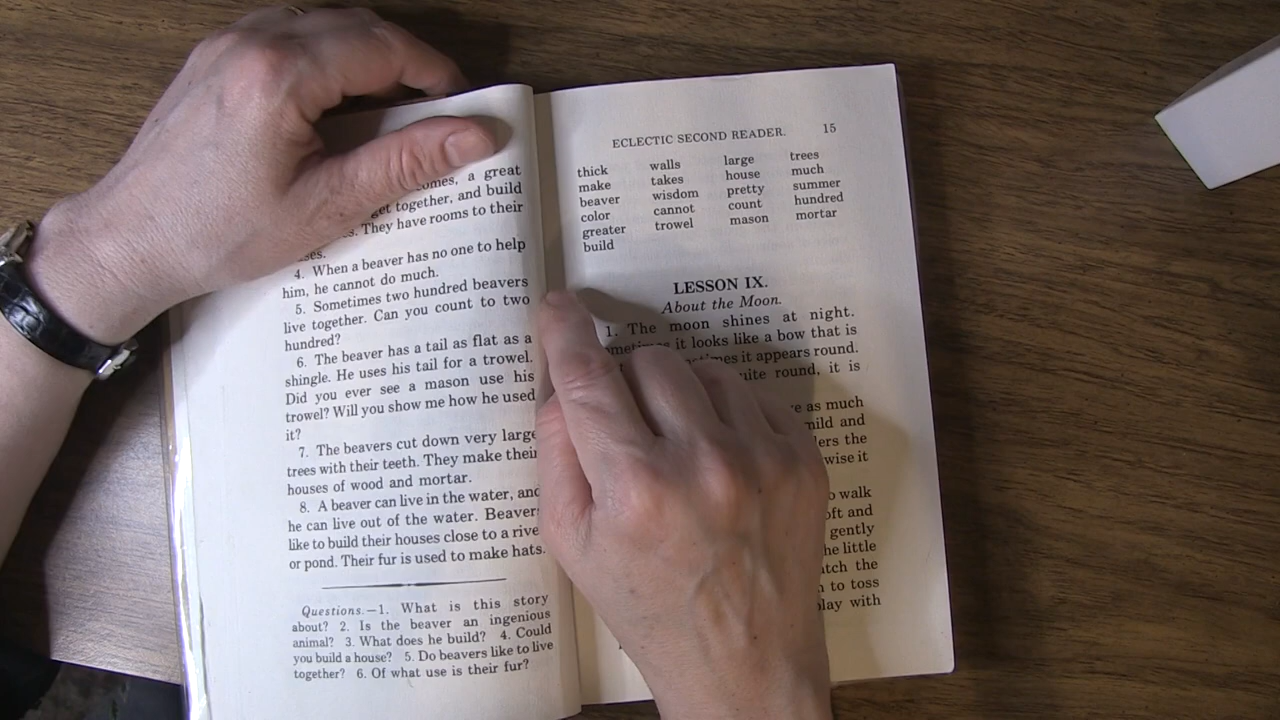 comes, a great
get together, and build
They have rooms to their
4. When a beaver has no one to help
him, he cannot do much.
5. Sometimes two hundred beavers
live together. Can you count to two
hundred?
6. The beaver has a tail as flat as a
shingle. He uses his tail for a trowel.
Did you ever see a mason use his
trowel? Will you show me how he used
it?
7. The beavers cut down very large
trees with their teeth. They make their
houses of wood and mortar.
8. A beaver can live in the water, and
he can live out of the water. Beavers
like to build their houses close to a river
or pond. Their fur is used to make hats.
Questions.—1. What is this story
about? 2. Is the beaver an ingenious
animal? 3. What does he build? 4. Could
you build a house? 5. Do beavers like to live
together? 6. Of what use is their fur?
ECLECTIC SECOND READER. 15
thick walls large trees
make takes house much
beaver wisdom pretty summer
color cannot count hundred
greater trowel mason mortar
build
LESSON IX.
About the Moon.
1. The moon shines at night.
it looks like a bow that is
it appears round.
quite round, it is
as much
mild and
the
wise it
walk
soft and
gently
the little
the
to toss
play with